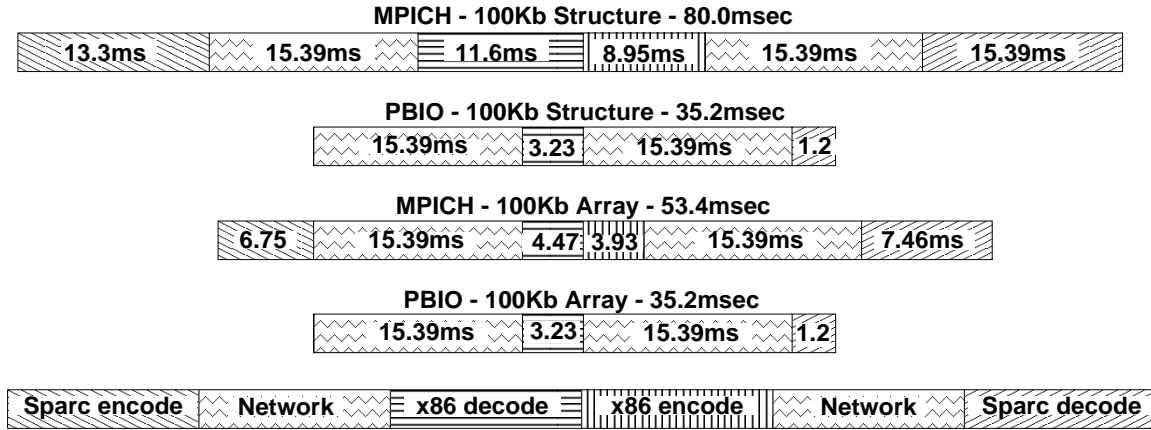 MPICH - 100Kb Structure - 80.0msec
13.3ms 15.39ms 11.6ms 8.95ms 15.39ms 15.39ms
PBIO - 100Kb Structure - 35.2msec
15.39ms 3.23 15.39ms 1.2
MPICH - 100Kb Array - 53.4msec
6.75 15.39ms 4.47 3.93 15.39ms 7.46ms
PBIO - 100Kb Array - 35.2msec
15.39ms 3.23 15.39ms 1.2
Sparc encode Network x86 decode x86 encode Network Sparc decode